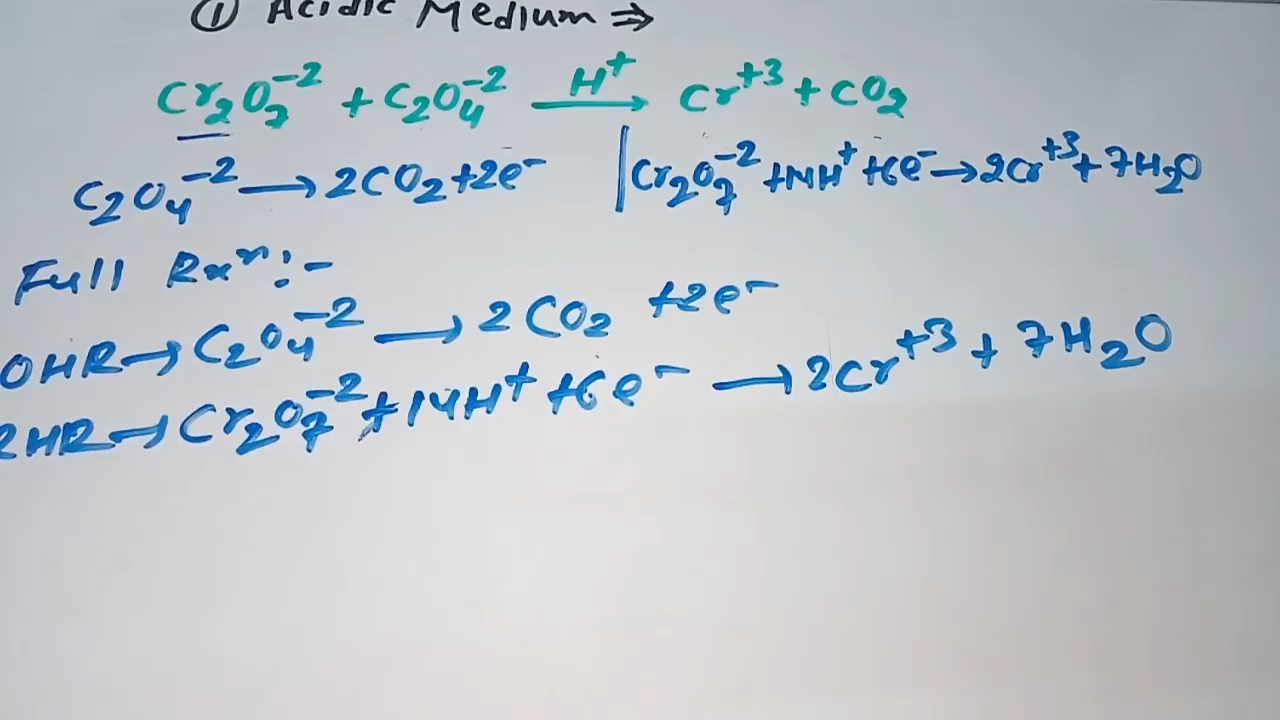 ① Acidic Medium ⇒
Cr₂O₇⁻² + C₂O₄⁻² —H⁺→ Cr⁺³ + CO₂
C₂O₄⁻² → 2CO₂ + 2e⁻ | Cr₂O₇⁻² + 14H⁺ + 6e⁻ → 2Cr⁺³ + 7H₂O
Full Rxⁿ:-
OHR → C₂O₄⁻² → 2CO₂ + 2e⁻
RHR → Cr₂O₇⁻² + 14H⁺ + 6e⁻ → 2Cr⁺³ + 7H₂O